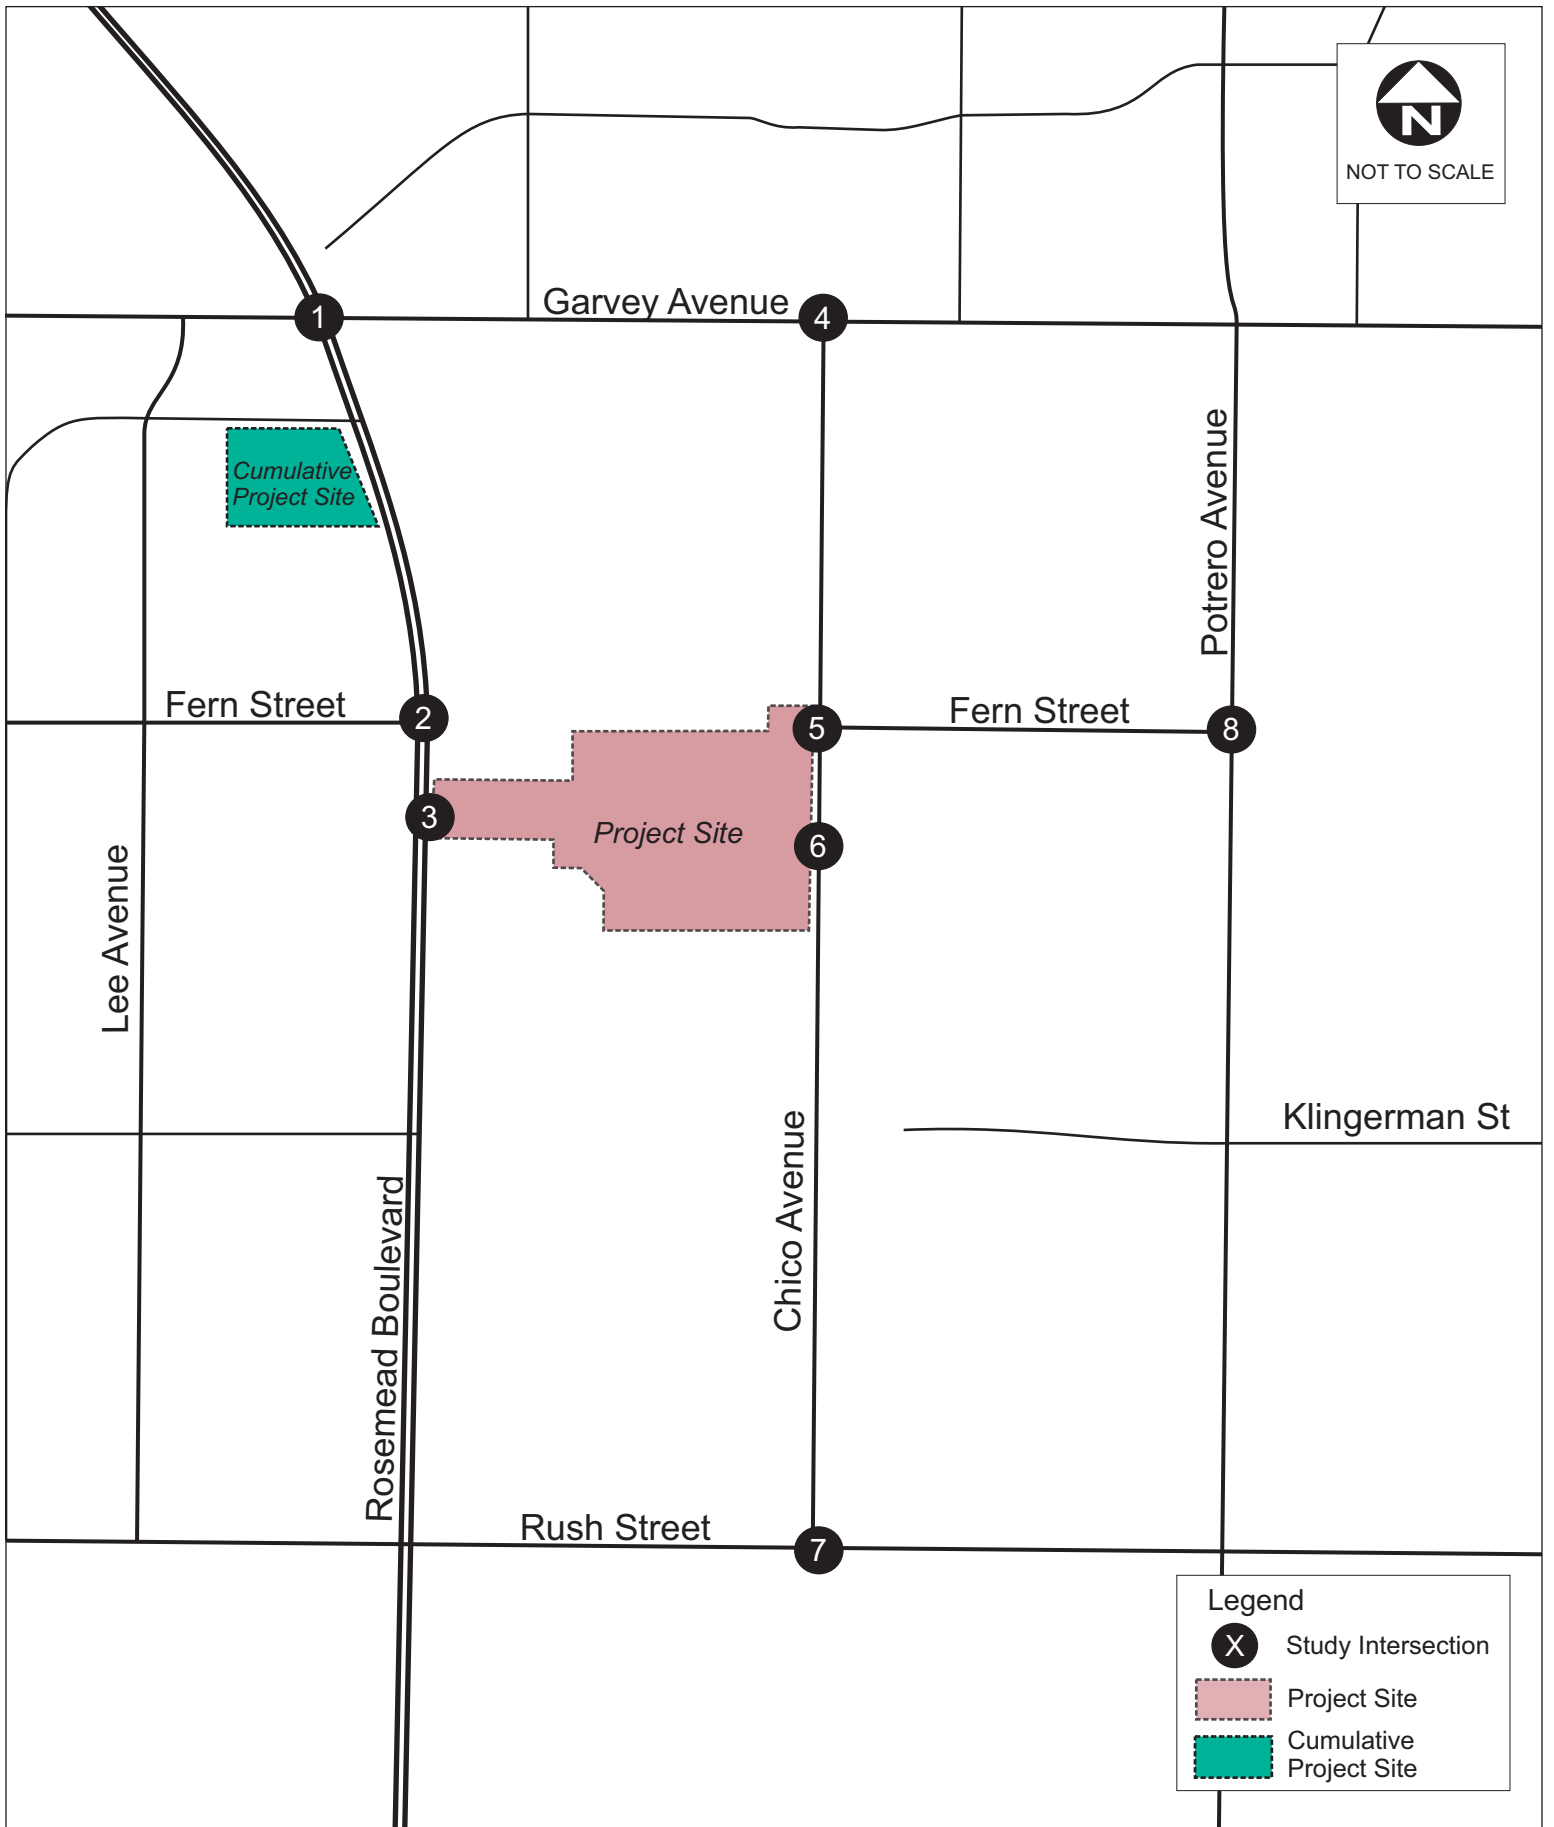 N
NOT TO SCALE
Garvey Avenue
1
4
Cumulative
Project Site
Potrero Avenue
Fern Street
2
5
Fern Street
8
3
Project Site
6
Lee Avenue
Klingerman St
Chico Avenue
Rosemead Boulevard
Rush Street
7
Legend
X Study Intersection
Project Site
Cumulative
Project Site